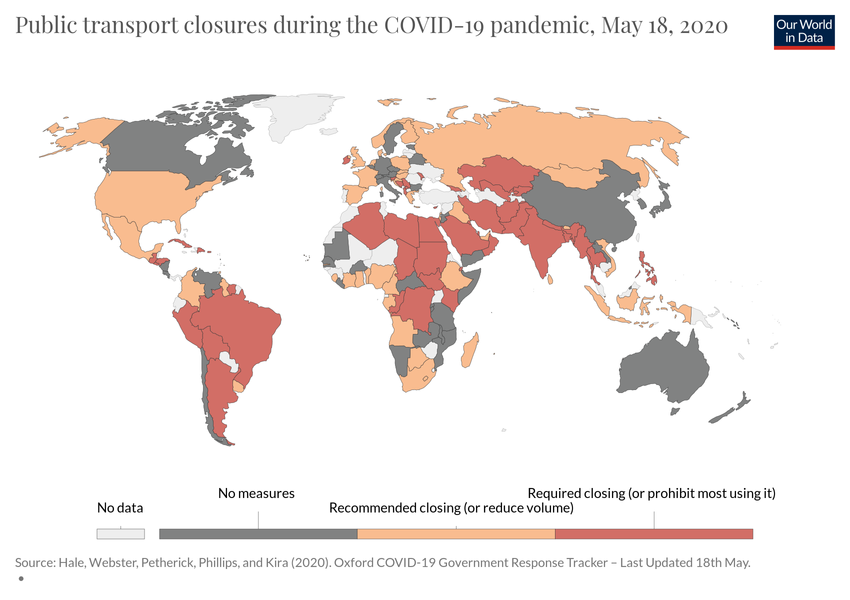 Public transport closures during the COVID-19 pandemic, May 18, 2020
Our World
in Data
No data
No measures
Recommended closing (or reduce volume)
Required closing (or prohibit most using it)
Source: Hale, Webster, Petherick, Phillips, and Kira (2020). Oxford COVID-19 Government Response Tracker – Last Updated 18th May.
•